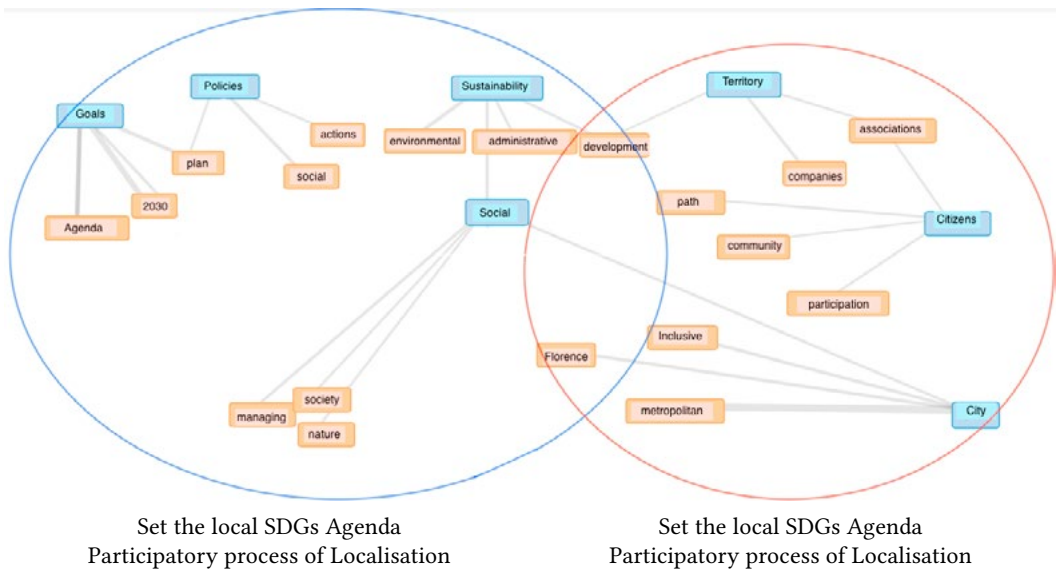 Policies
Sustainability
Territory
Goals
actions
associations
environmental
administrative
development
plan
social
companies
2030
path
Agenda
Social
Citizens
community
participation
Inclusive
Florence
society
managing
metropolitan
City
nature
Set the local SDGs Agenda
Participatory process of Localisation
Set the local SDGs Agenda
Participatory process of Localisation